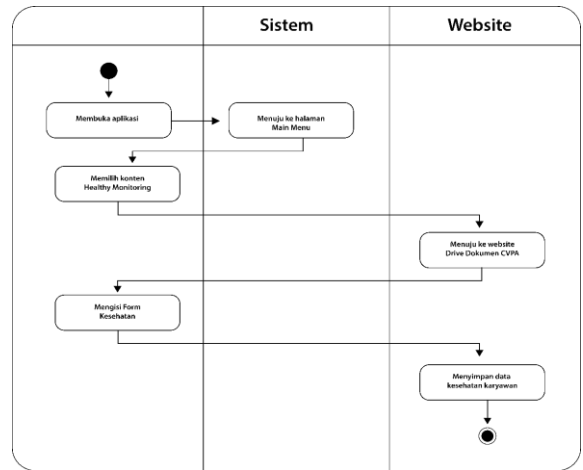 Sistem
Website
Membuka aplikasi
Menuju ke halaman
Main Menu
Memilih konten
Healthy Monitoring
Menuju ke website
Drive Dokumen CVPA
Mengisi Form
Kesehatan
Menyimpan data
kesehatan karyawan